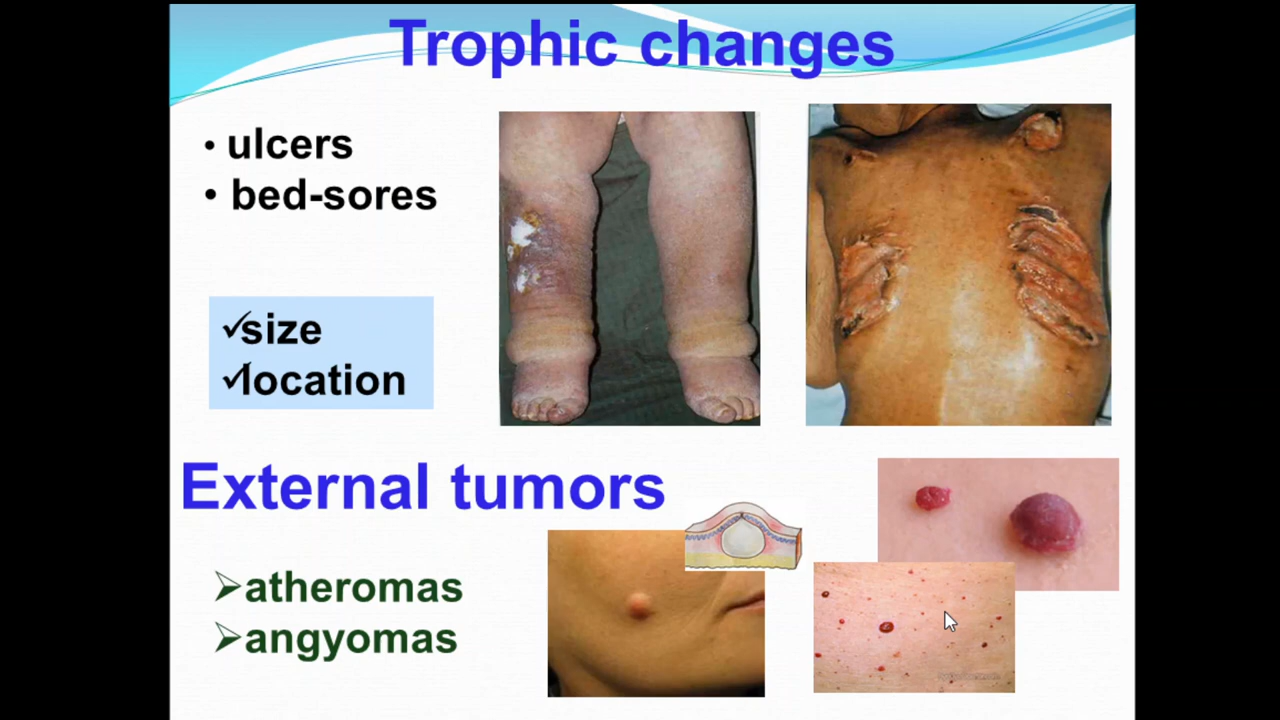 Trophic changes
• ulcers
• bed-sores
✓size
✓location
External tumors
➢atheromas
➢angyomas